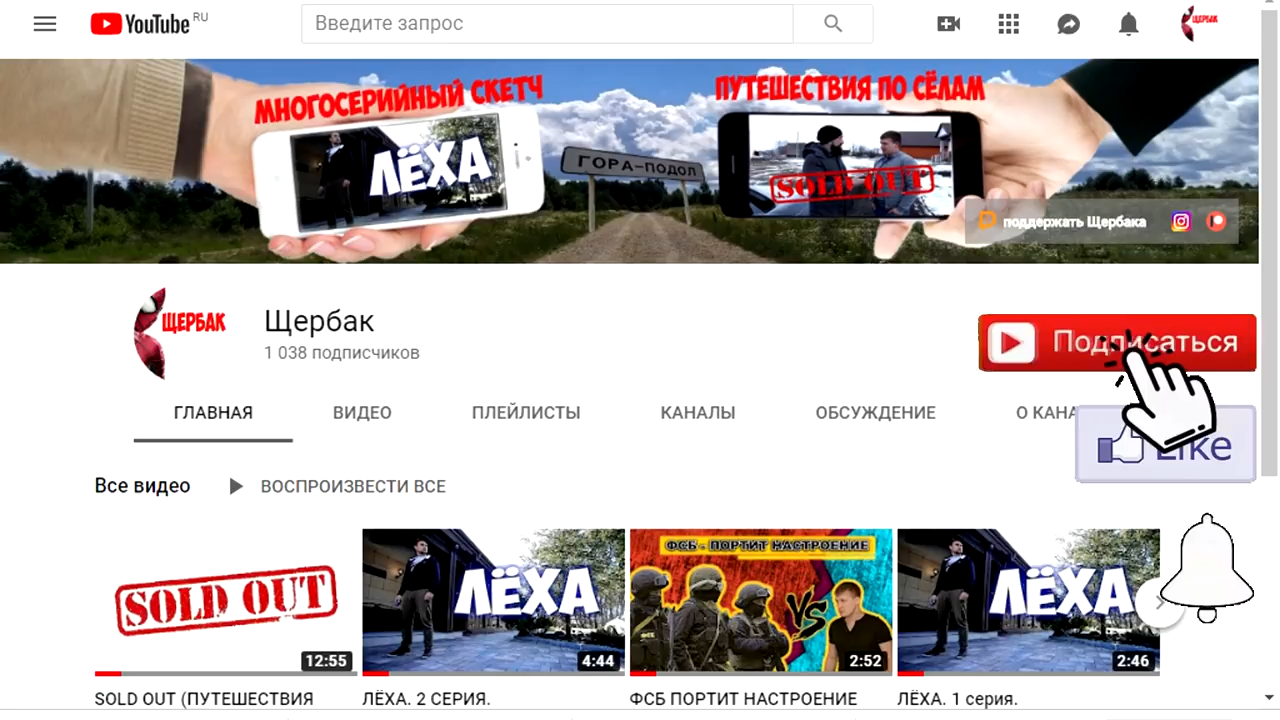 YouTube RU
Введите запрос
ЩЕРБАК
МНОГОСЕРИЙНЫЙ СКЕТЧ
ПУТЕШЕСТВИЯ ПО СЁЛАМ
ЛЁХА
ГОРА-ПОДОЛ
SOLD OUT
поддержать Щербака
ЩЕРБАК
Щербак
1 038 подписчиков
Подписаться
ГЛАВНАЯ
ВИДЕО
ПЛЕЙЛИСТЫ
КАНАЛЫ
ОБСУЖДЕНИЕ
О КАНА
Like
Все видео
ВОСПРОИЗВЕСТИ ВСЕ
SOLD OUT
12:55
ЛЁХА
4:44
ФСБ - ПОРТИТ НАСТРОЕНИЕ
VS
2:52
ЛЁХА
2:46
SOLD OUT (ПУТЕШЕСТВИЯ
ЛЁХА. 2 СЕРИЯ.
ФСБ ПОРТИТ НАСТРОЕНИЕ
ЛЁХА. 1 серия.